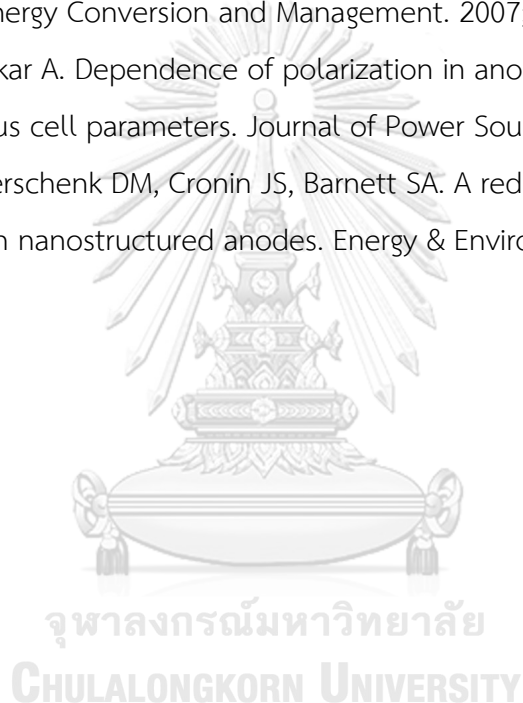 nergy Conversion and Management. 2007;
kar A. Dependence of polarization in ano
us cell parameters. Journal of Power Sou
erschenk DM, Cronin JS, Barnett SA. A red
n nanostructured anodes. Energy & Enviro
จุฬาลงกรณ์มหาวิทยาลัย
CHULALONGKORN UNIVERSITY